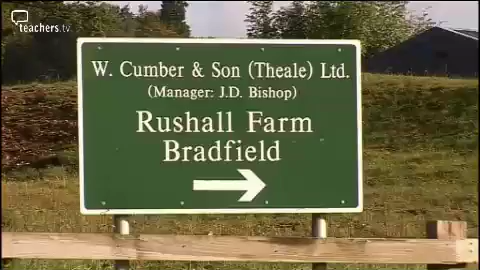 teachers.tv
W. Cumber & Son (Theale) Ltd.
(Manager: J.D. Bishop)
Rushall Farm
Bradfield